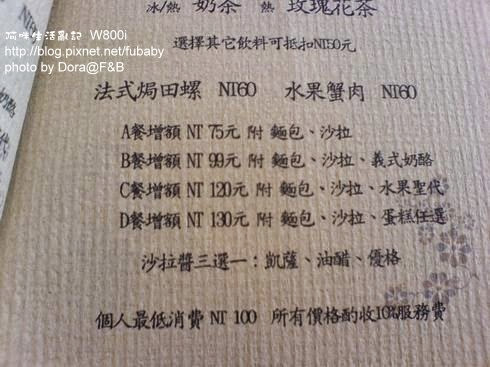 冰/熱 奶茶 熱 玫瑰花茶
選擇其它飲料可抵扣NT50元
法式焗田螺 NT60 水果蟹肉 NT60
A餐增額 NT 75元 附 麵包、沙拉
B餐增額 NT 99元 附 麵包、沙拉、義式奶酪
C餐增額 NT 120元 附 麵包、沙拉、水果聖代
D餐增額 NT 130元 附 麵包、沙拉、蛋糕任選
沙拉醬三選一：凱薩、油醋、優格
個人最低消費 NT 100 所有價格酌收10%服務費
W800i
http://blog.pixnet.net/fubaby
photo by Dora@F&B